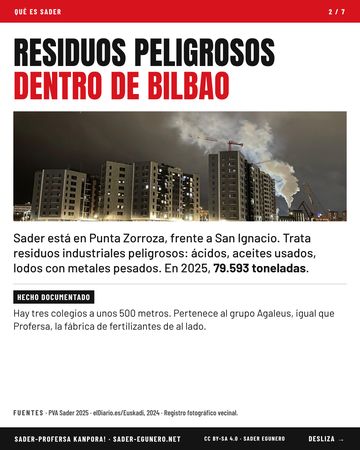 QUÉ ES SADER
2 / 7
RESIDUOS PELIGROSOS
DENTRO DE BILBAO
Sader está en Punta Zorroza, frente a San Ignacio. Trata
residuos industriales peligrosos: ácidos, aceites usados,
lodos con metales pesados. En 2025, 79.593 toneladas.
HECHO DOCUMENTADO
Hay tres colegios a unos 500 metros. Pertenece al grupo Agaleus, igual que
Profersa, la fábrica de fertilizantes de al lado.
FUENTES · PVA Sader 2025 · elDiario.es/Euskadi, 2024 · Registro fotográfico vecinal.
SADER-PROFERSA KANPORA! · SADER-EGUNERO.NET
CC BY-SA 4.0 · SADER EGUNERO
DESLIZA →